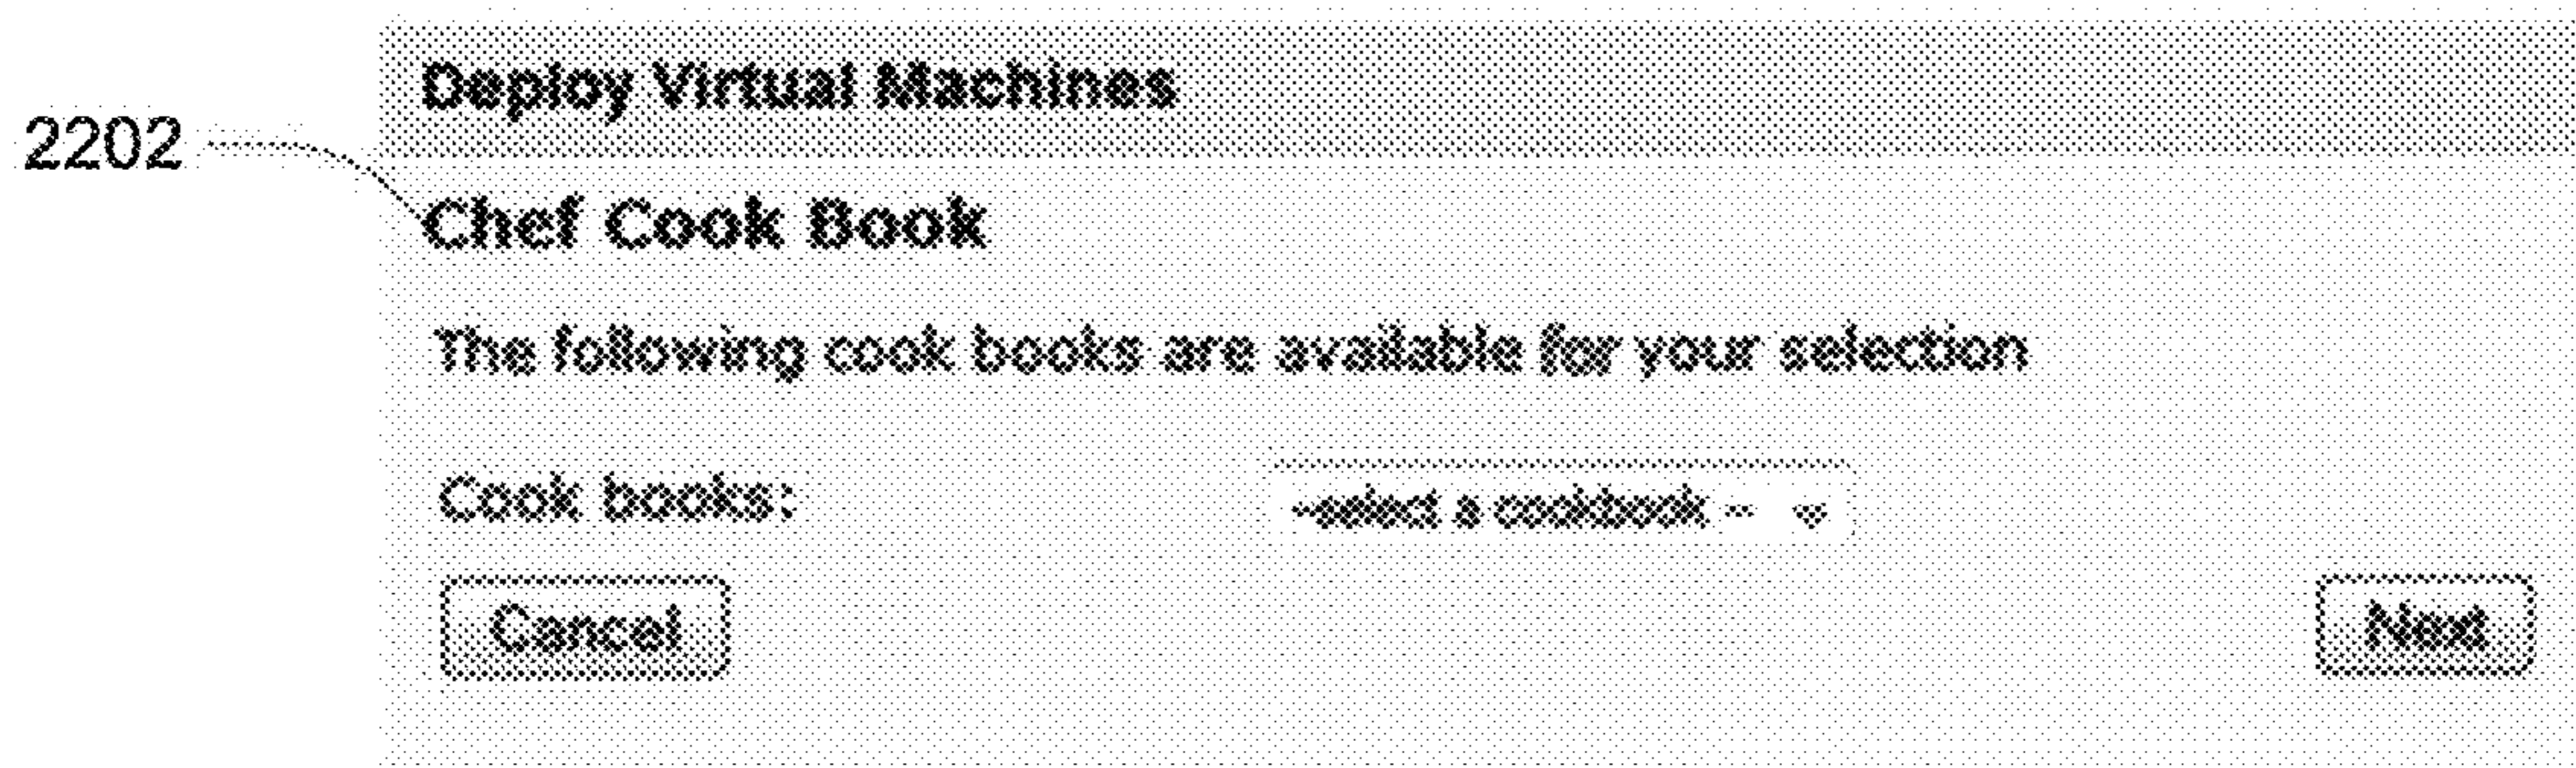 Deploy Virtual Machines
2202
Chef Cook Book
The following cook books are available for your selection
Cook books: --select a cookbook --
Cancel Next